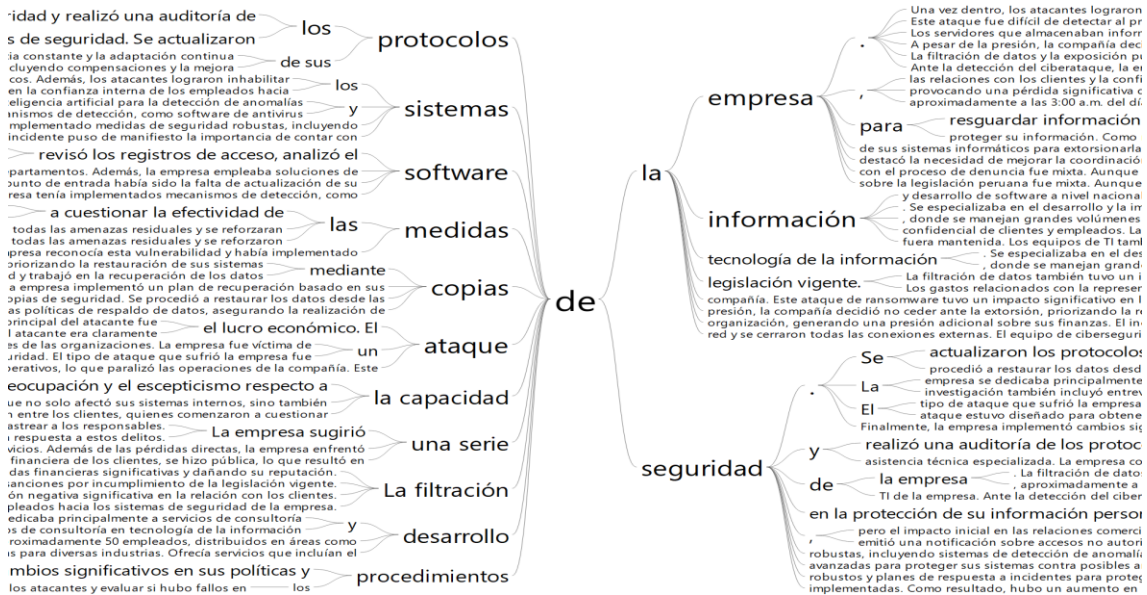 ridad y realizó una auditoría de
s de seguridad. Se actualizaron
los
ia constante y la adaptación continua
cluyendo compensaciones y la mejora
de sus
protocolos
cos. Además, los atacantes lograron inhabilitar
en la confianza interna de los empleados hacia
los
eligencia artificial para la detección de anomalías
anismos de detección, como software de antivirus
y
mplementado medidas de seguridad robustas, incluyendo
incidente puso de manifiesto la importancia de contar con
sistemas
revisó los registros de acceso, analizó el
epartamentos. Además, la empresa empleaba soluciones de
punto de entrada había sido la falta de actualización de su
resa tenía implementados mecanismos de detección, como
software
a cuestionar la efectividad de
todas las amenazas residuales y se reforzaran
todas las amenazas residuales y se reforzaron
las
mpresa reconocía esta vulnerabilidad y había implementado
medidas
priorizando la restauración de sus sistemas
d y trabajó en la recuperación de los datos
mediante
a empresa implementó un plan de recuperación basado en sus
opias de seguridad. Se procedió a restaurar los datos desde las
as políticas de respaldo de datos, asegurando la realización de
copias
principal del atacante fue
l atacante era claramente
el lucro económico. El
es de las organizaciones. La empresa fue víctima de
uridad. El tipo de ataque que sufrió la empresa fue
un
perativos, lo que paralizó las operaciones de la compañía. Este
ataque
eocupación y el escepticismo respecto a
que no solo afectó sus sistemas internos, sino también
n entre los clientes, quienes comenzaron a cuestionar
la capacidad
astrear a los responsables.
a respuesta a estos delitos.
La empresa sugirió
vicios. Además de las pérdidas directas, la empresa enfrentó
financiera de los clientes, se hizo pública, lo que resultó en
una serie
das financieras significativas y dañando su reputación.
sanciones por incumplimiento de la legislación vigente.
ión negativa significativa en la relación con los clientes.
pleados hacia los sistemas de seguridad de la empresa.
La filtración
edicaba principalmente a servicios de consultoría
os de consultoría en tecnología de la información
y
roximadamente 50 empleados, distribuidos en áreas como
as para diversas industrias. Ofrecía servicios que incluían el
desarrollo
ambios significativos en sus políticas y
los atacantes y evaluar si hubo fallos en
los
procedimientos
de
la
empresa
.
Una vez dentro, los atacantes lograron
Este ataque fue difícil de detectar al pr
Los servidores que almacenaban inform
A pesar de la presión, la compañía deci
La filtración de datos y la exposición pu
Ante la detección del ciberataque, la em
,
las relaciones con los clientes y la confi
provocando una pérdida significativa d
aproximadamente a las 3:00 a.m. del día
para
resguardar información
proteger su información. Como
de sus sistemas informáticos para extorsionarla
destacó la necesidad de mejorar la coordinación
con el proceso de denuncia fue mixta. Aunque
sobre la legislación peruana fue mixta. Aunque
información
y desarrollo de software a nivel nacional
. Se especializaba en el desarrollo y la im
, donde se manejan grandes volúmenes
confidencial de clientes y empleados. La
fuera mantenida. Los equipos de TI tamb
tecnología de la información
. Se especializaba en el des
, donde se manejan grand
legislación vigente.
La filtración de datos también tuvo un i
Los gastos relacionados con la represen
compañía. Este ataque de ransomware tuvo un impacto significativo en l
presión, la compañía decidió no ceder ante la extorsión, priorizando la re
organización, generando una presión adicional sobre sus finanzas. El inc
red y se cerraron todas las conexiones externas. El equipo de ciberseguri
seguridad
.
Se
actualizaron los protocolos
procedió a restaurar los datos desd
La
empresa se dedicaba principalmente
investigación también incluyó entrev
El
tipo de ataque que sufrió la empresa
ataque estuvo diseñado para obtene
Finalmente, la empresa implementó cambios sig
y
realizó una auditoría de los protoco
asistencia técnica especializada. La empresa co
de
la empresa
. La filtración de datos
, aproximadamente a
TI de la empresa. Ante la detección del ciber
en la protección de su información person
,
pero el impacto inicial en las relaciones comerci
emitió una notificación sobre accesos no autori
robustas, incluyendo sistemas de detección de anomalía
avanzadas para proteger sus sistemas contra posibles a
robustos y planes de respuesta a incidentes para proteg
implementadas. Como resultado, hubo un aumento en